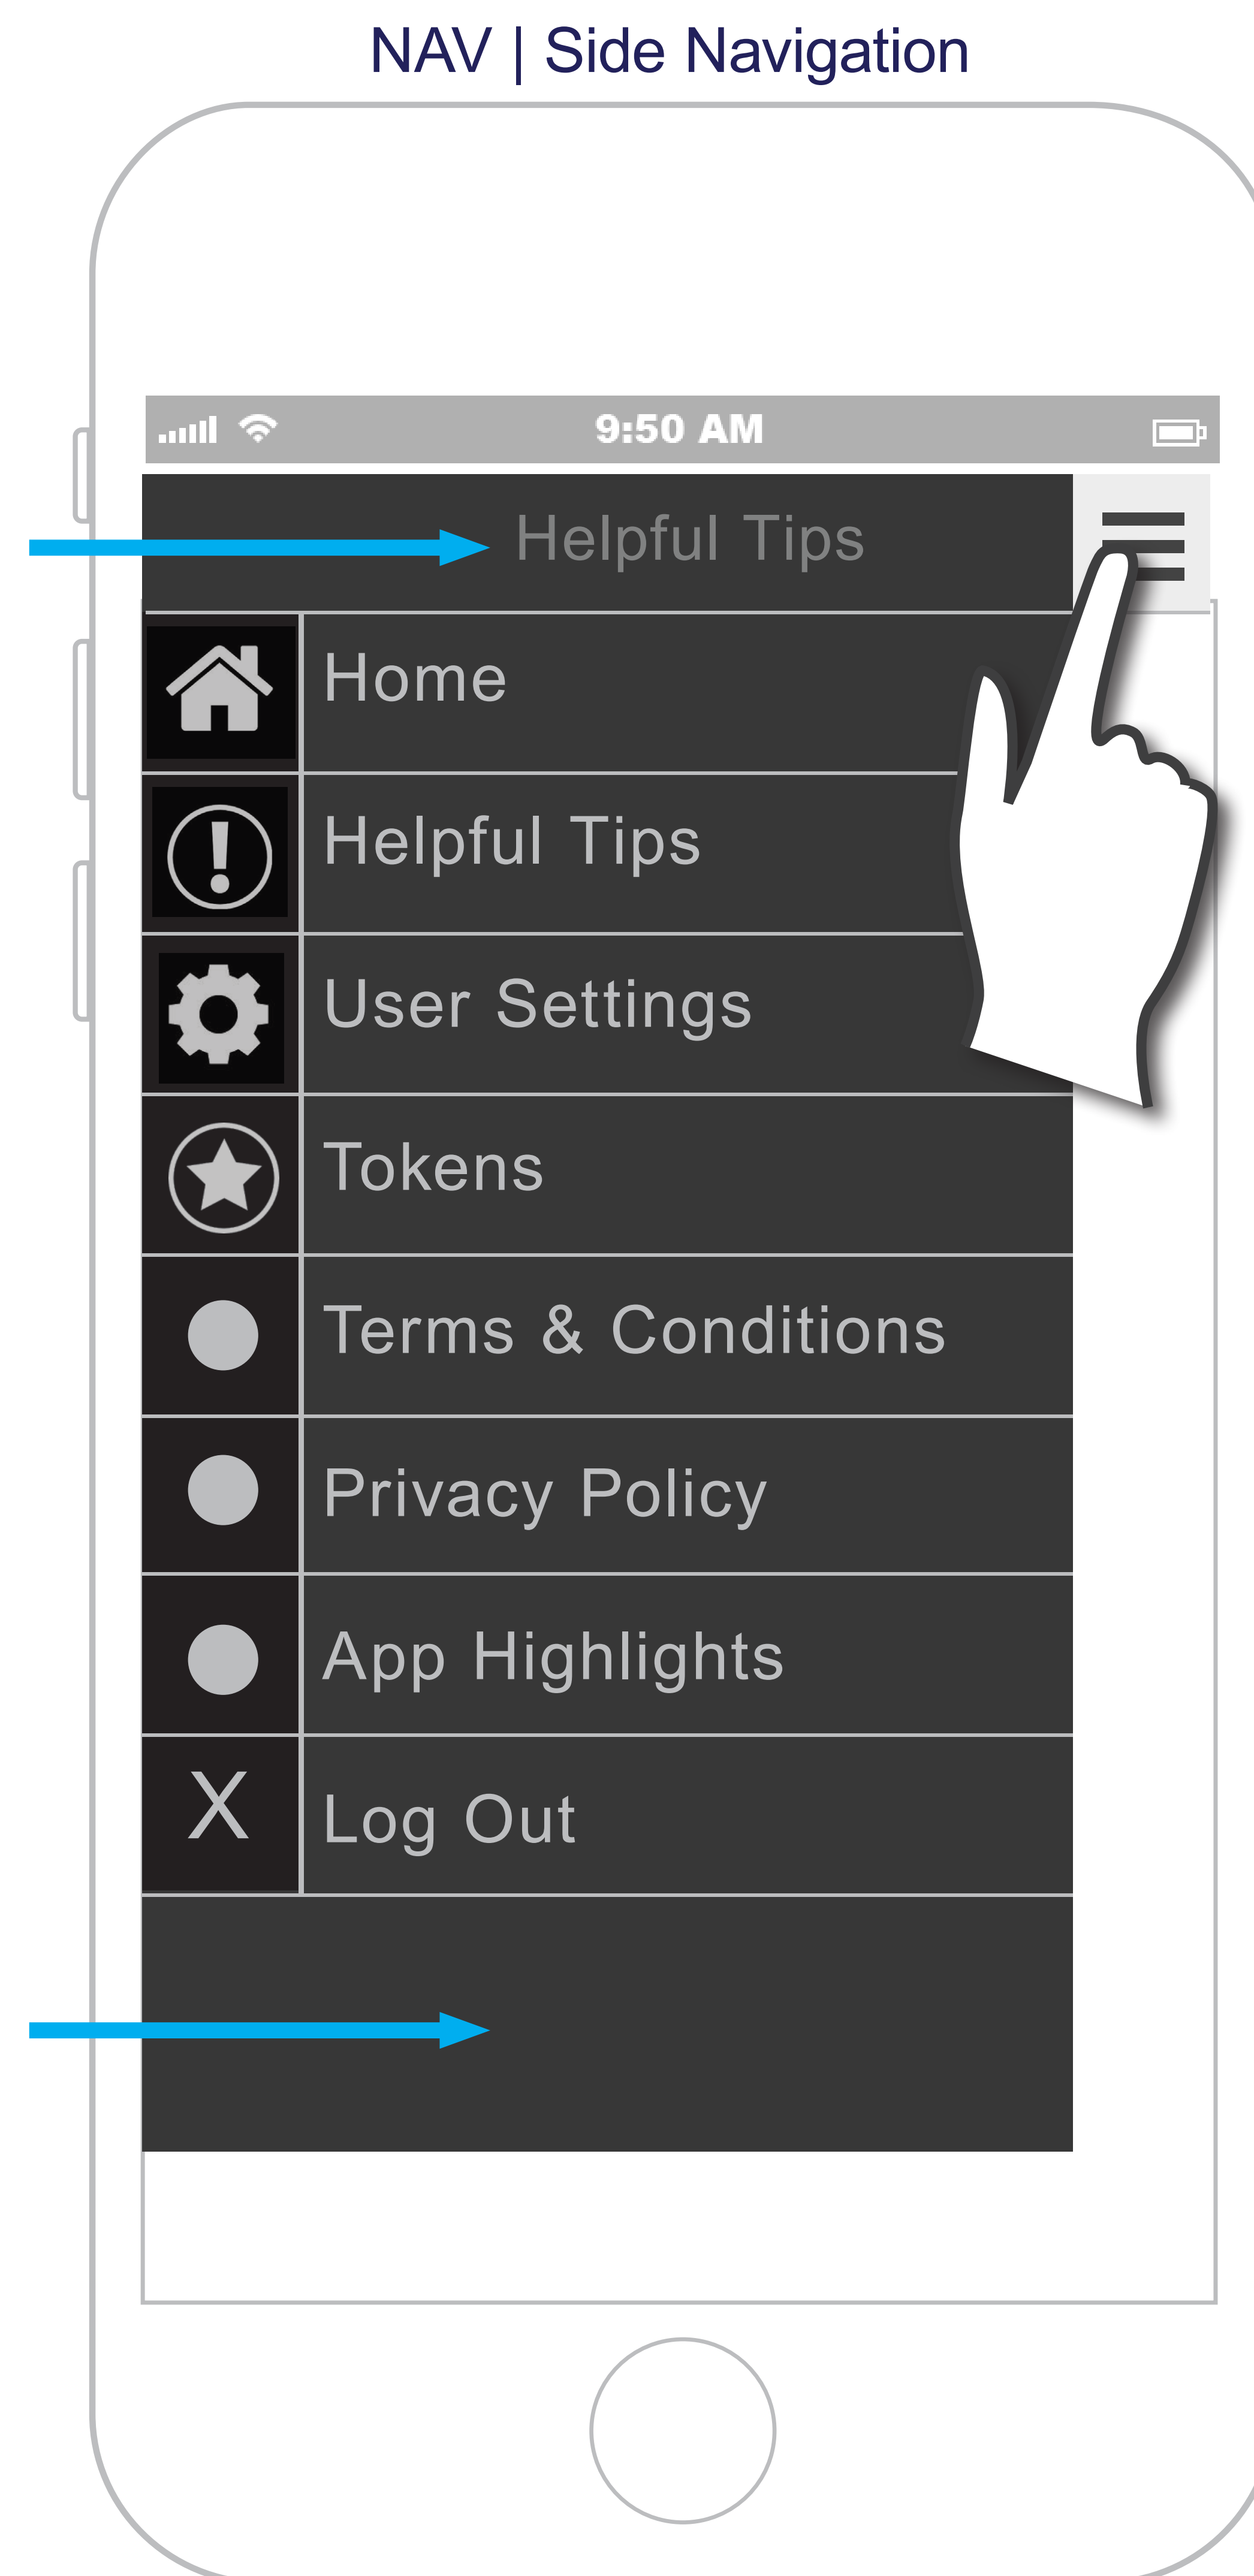 NAV | Side Navigation
9:50 AM
Helpful Tips
Home
Helpful Tips
User Settings
Tokens
Terms & Conditions
Privacy Policy
App Highlights
X Log Out